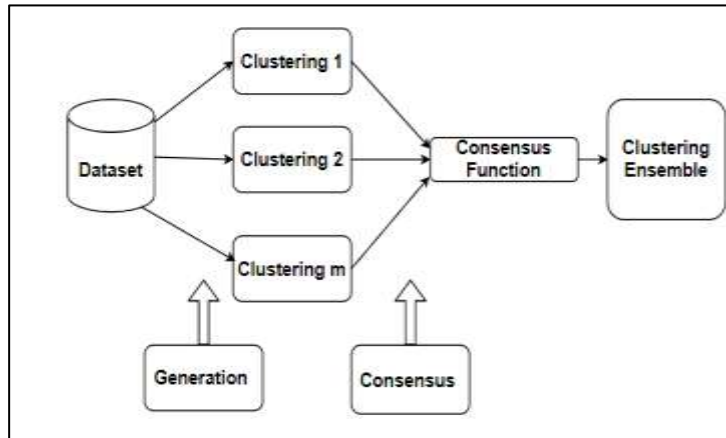 Clustering 1
Dataset
Clustering 2
Consensus
Function
Clustering
Ensemble
Clustering m
Generation
Consensus